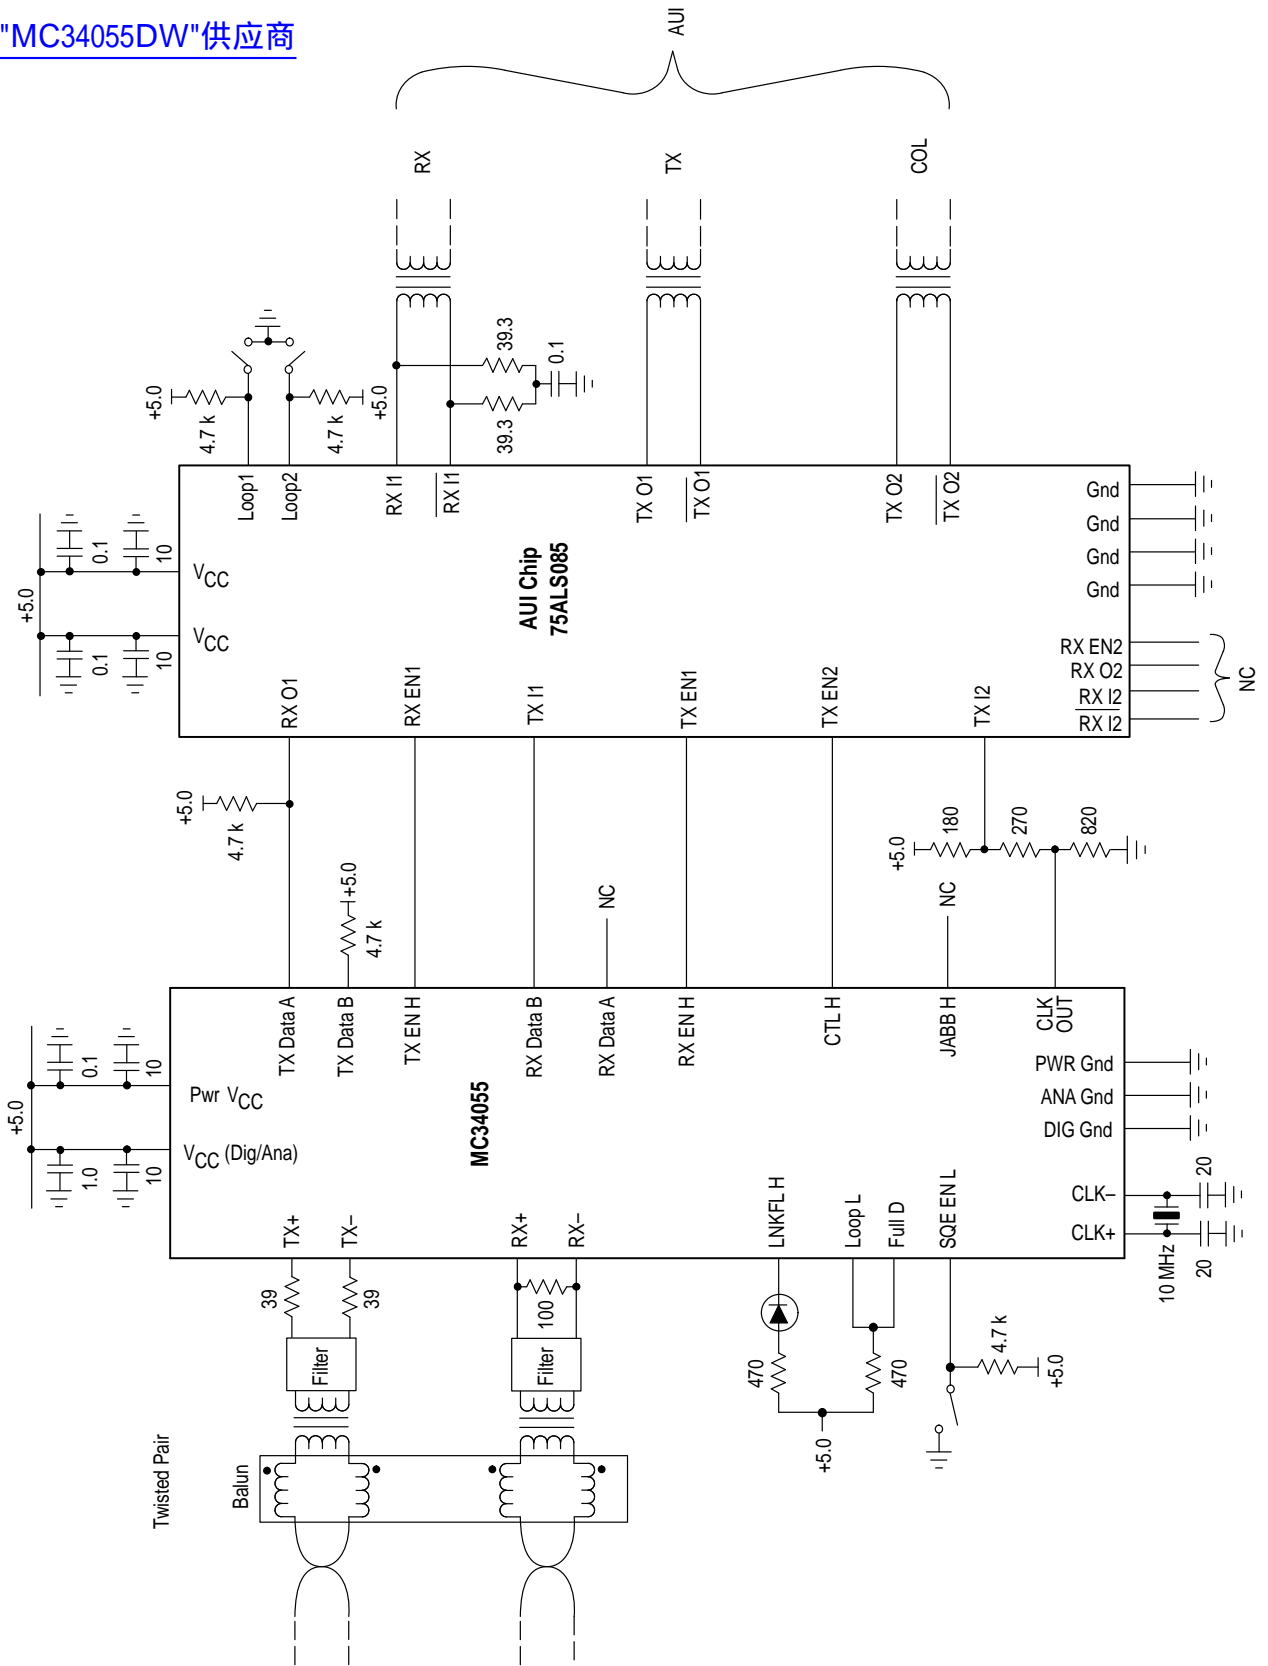 "MC34055DW"供应商
AUI
RX
TX
COL
+5.0
4.7 k
4.7 k
+5.0
39.3
39.3
0.1
Loop1
Loop2
RX I1
RX I1
TX O1
TX O1
TX O2
TX O2
+5.0
0.1
10
0.1
10
VCC
VCC
AUI Chip
75ALS085
Gnd
Gnd
Gnd
Gnd
RX EN2
RX O2
RX I2
RX I2
NC
RX O1
RX EN1
TX I1
TX EN1
TX EN2
TX I2
+5.0
4.7 k
+5.0
4.7 k
NC
NC
+5.0
180
270
820
TX Data A
TX Data B
TX EN H
RX Data B
RX Data A
RX EN H
CTL H
JABB H
CLK
OUT
+5.0
0.1
10
1.0
10
Pwr VCC
VCC (Dig/Ana)
MC34055
PWR Gnd
ANA Gnd
DIG Gnd
CLK–
CLK+
20
20
10 MHz
TX+
TX–
RX+
RX–
LNKFL H
Loop L
Full D
SQE EN L
39
39
100
Filter
Filter
470
470
+5.0
4.7 k
+5.0
Balun
Twisted Pair